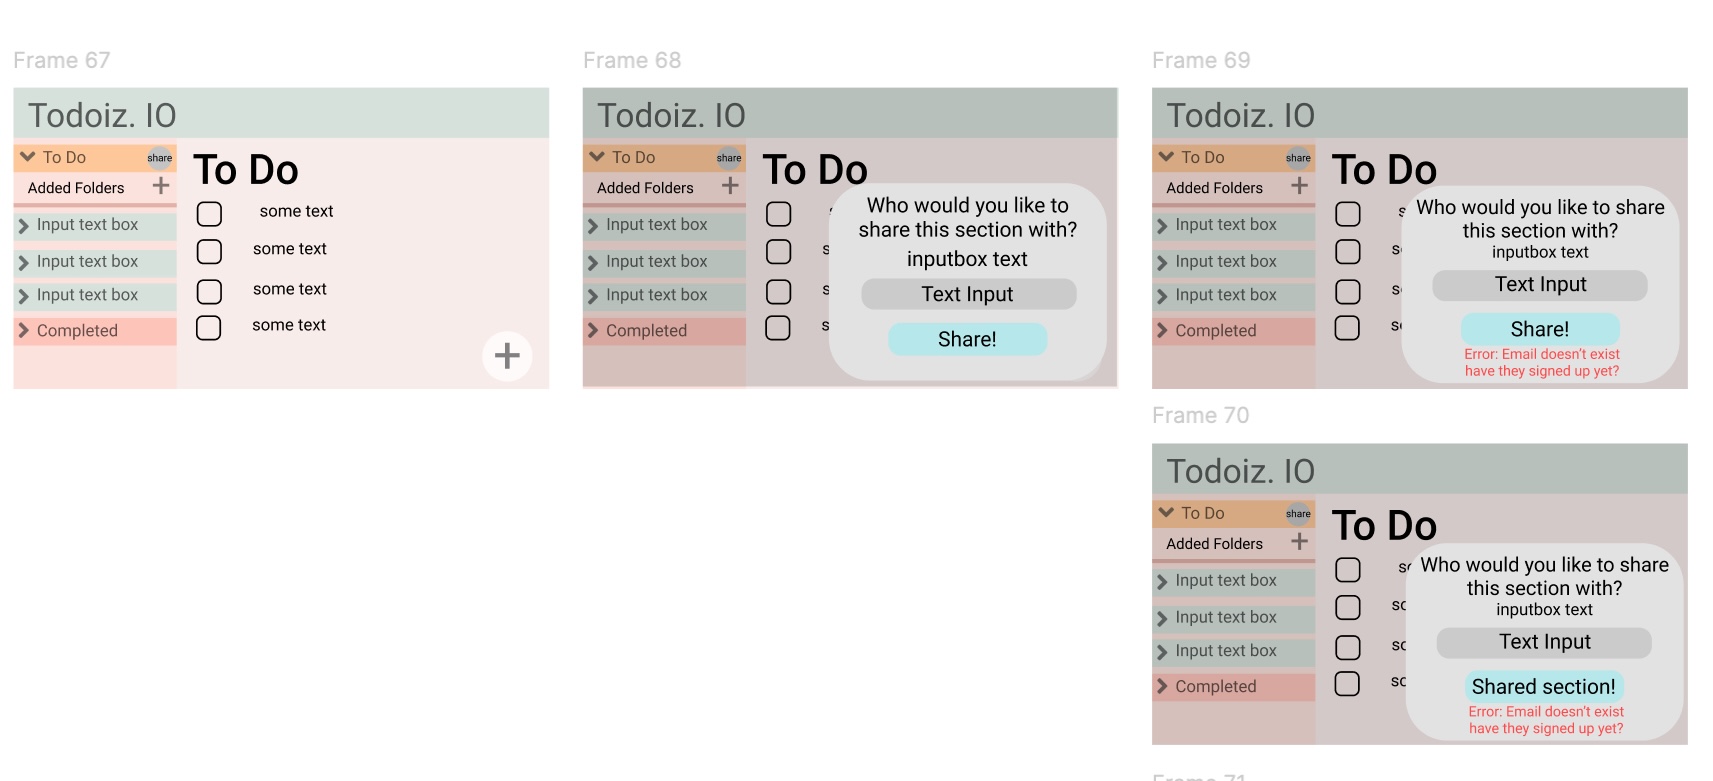 Frame 67
Todoiz. IO
To Do
share
Added Folders
Input text box
Input text box
Input text box
Completed
To Do
some text
some text
some text
some text
Frame 68
Todoiz. IO
To Do
share
Added Folders
Input text box
Input text box
Input text box
Completed
To Do
s
s
s
Who would you like to
share this section with?
inputbox text
Text Input
Share!
Frame 69
Todoiz. IO
To Do
share
Added Folders
Input text box
Input text box
Input text box
Completed
To Do
Who would you like to share
this section with?
inputbox text
Text Input
Share!
Error: Email doesn't exist
have they signed up yet?
Frame 70
Todoiz. IO
To Do
share
Added Folders
Input text box
Input text box
Input text box
Completed
To Do
Who would you like to share
this section with?
inputbox text
Text Input
Shared section!
Error: Email doesn't exist
have they signed up yet?